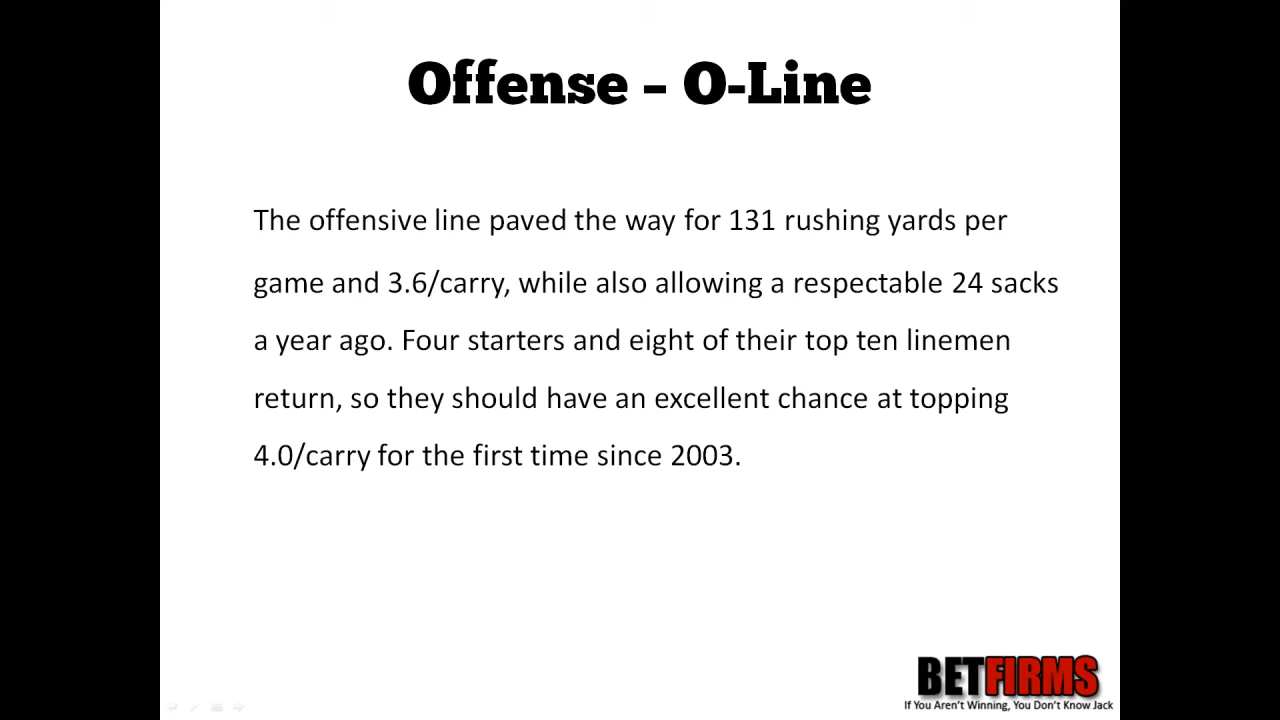 Offense – O-Line
The offensive line paved the way for 131 rushing yards per
game and 3.6/carry, while also allowing a respectable 24 sacks
a year ago. Four starters and eight of their top ten linemen
return, so they should have an excellent chance at topping
4.0/carry for the first time since 2003.
BETFIRMS
If You Aren't Winning, You Don't Know Jack